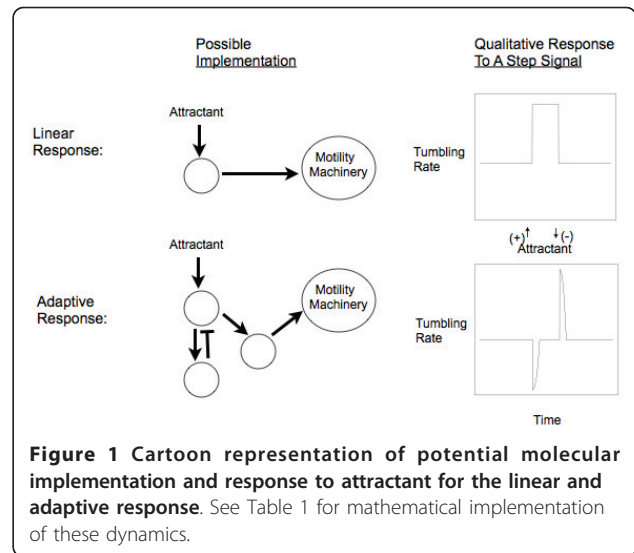 Possible
Implementation
Qualitative Response
To A Step Signal
Linear
Response:
Attractant
Motility
Machinery
Tumbling
Rate
(+)↑ ↓(-)
Attractant
Adaptive
Response:
Attractant
Motility
Machinery
Tumbling
Rate
Time
Figure 1 Cartoon representation of potential molecular
implementation and response to attractant for the linear and
adaptive response. See Table 1 for mathematical implementation
of these dynamics.